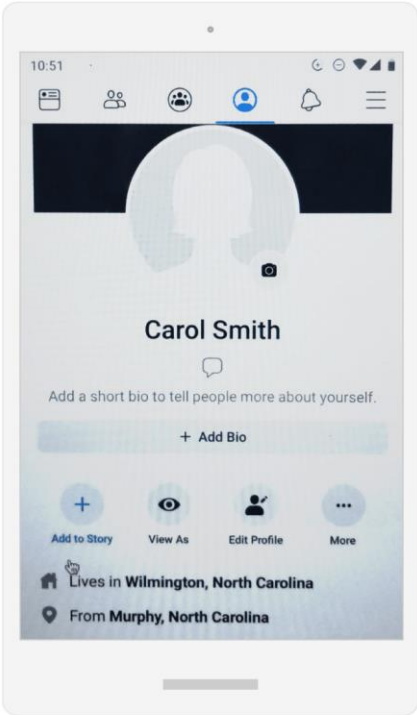 10:51
Carol Smith
Add a short bio to tell people more about yourself.
+ Add Bio
Add to Story View As Edit Profile More
Lives in Wilmington, North Carolina
From Murphy, North Carolina